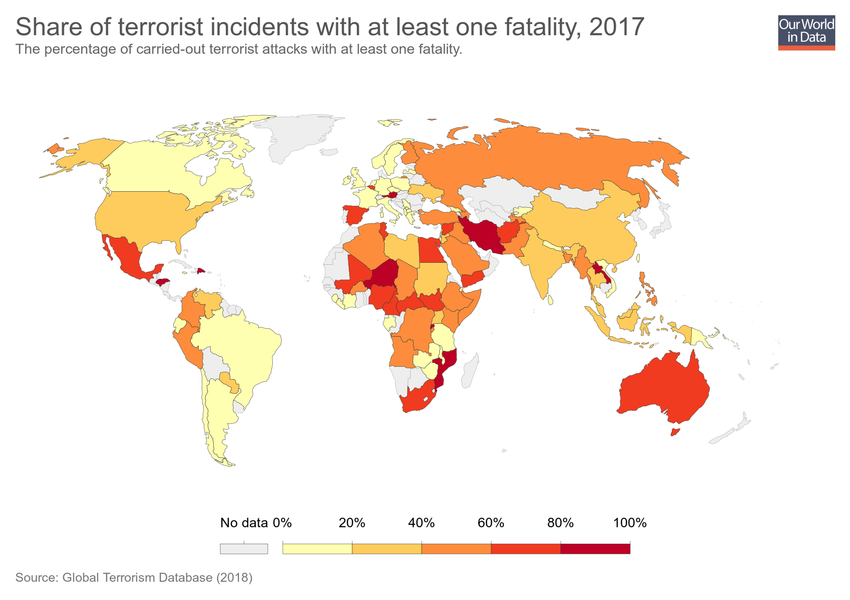 Share of terrorist incidents with at least one fatality, 2017
The percentage of carried-out terrorist attacks with at least one fatality.
Our World
in Data
No data 0% 20% 40% 60% 80% 100%
Source: Global Terrorism Database (2018)